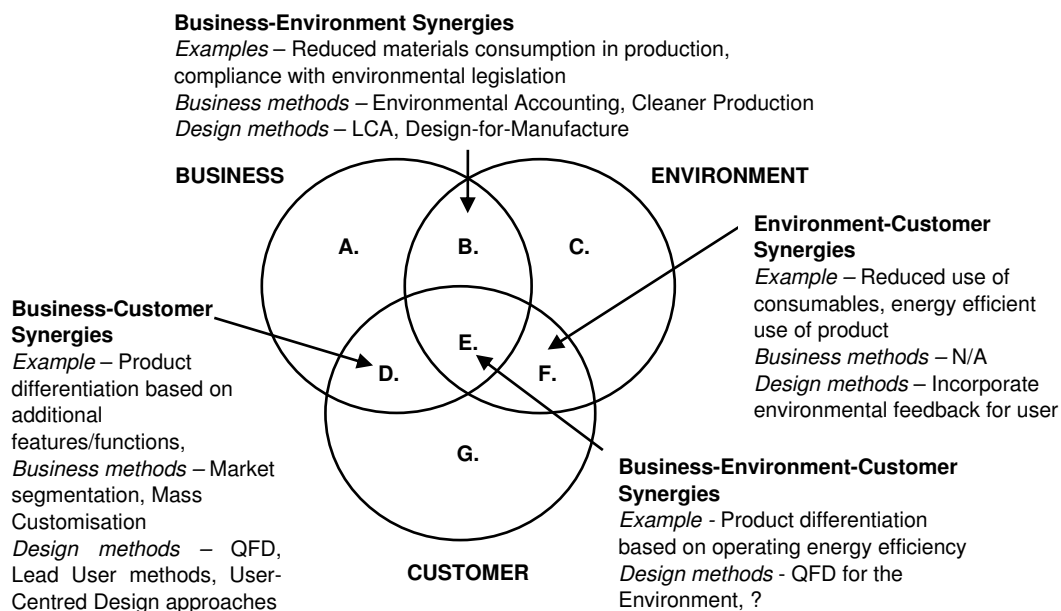 Business-Environment Synergies
Examples – Reduced materials consumption in production,
compliance with environmental legislation
Business methods – Environmental Accounting, Cleaner Production
Design methods – LCA, Design-for-Manufacture
BUSINESS
ENVIRONMENT
A.
B.
C.
Environment-Customer
Synergies
Example – Reduced use of
consumables, energy efficient
use of product
Business methods – N/A
Design methods – Incorporate
environmental feedback for user
Business-Customer
Synergies
Example – Product
differentiation based on
additional
features/functions,
Business methods – Market
segmentation, Mass
Customisation
Design methods – QFD,
Lead User methods, User-
Centred Design approaches
D.
E.
F.
G.
CUSTOMER
Business-Environment-Customer
Synergies
Example - Product differentiation
based on operating energy efficiency
Design methods - QFD for the
Environment, ?